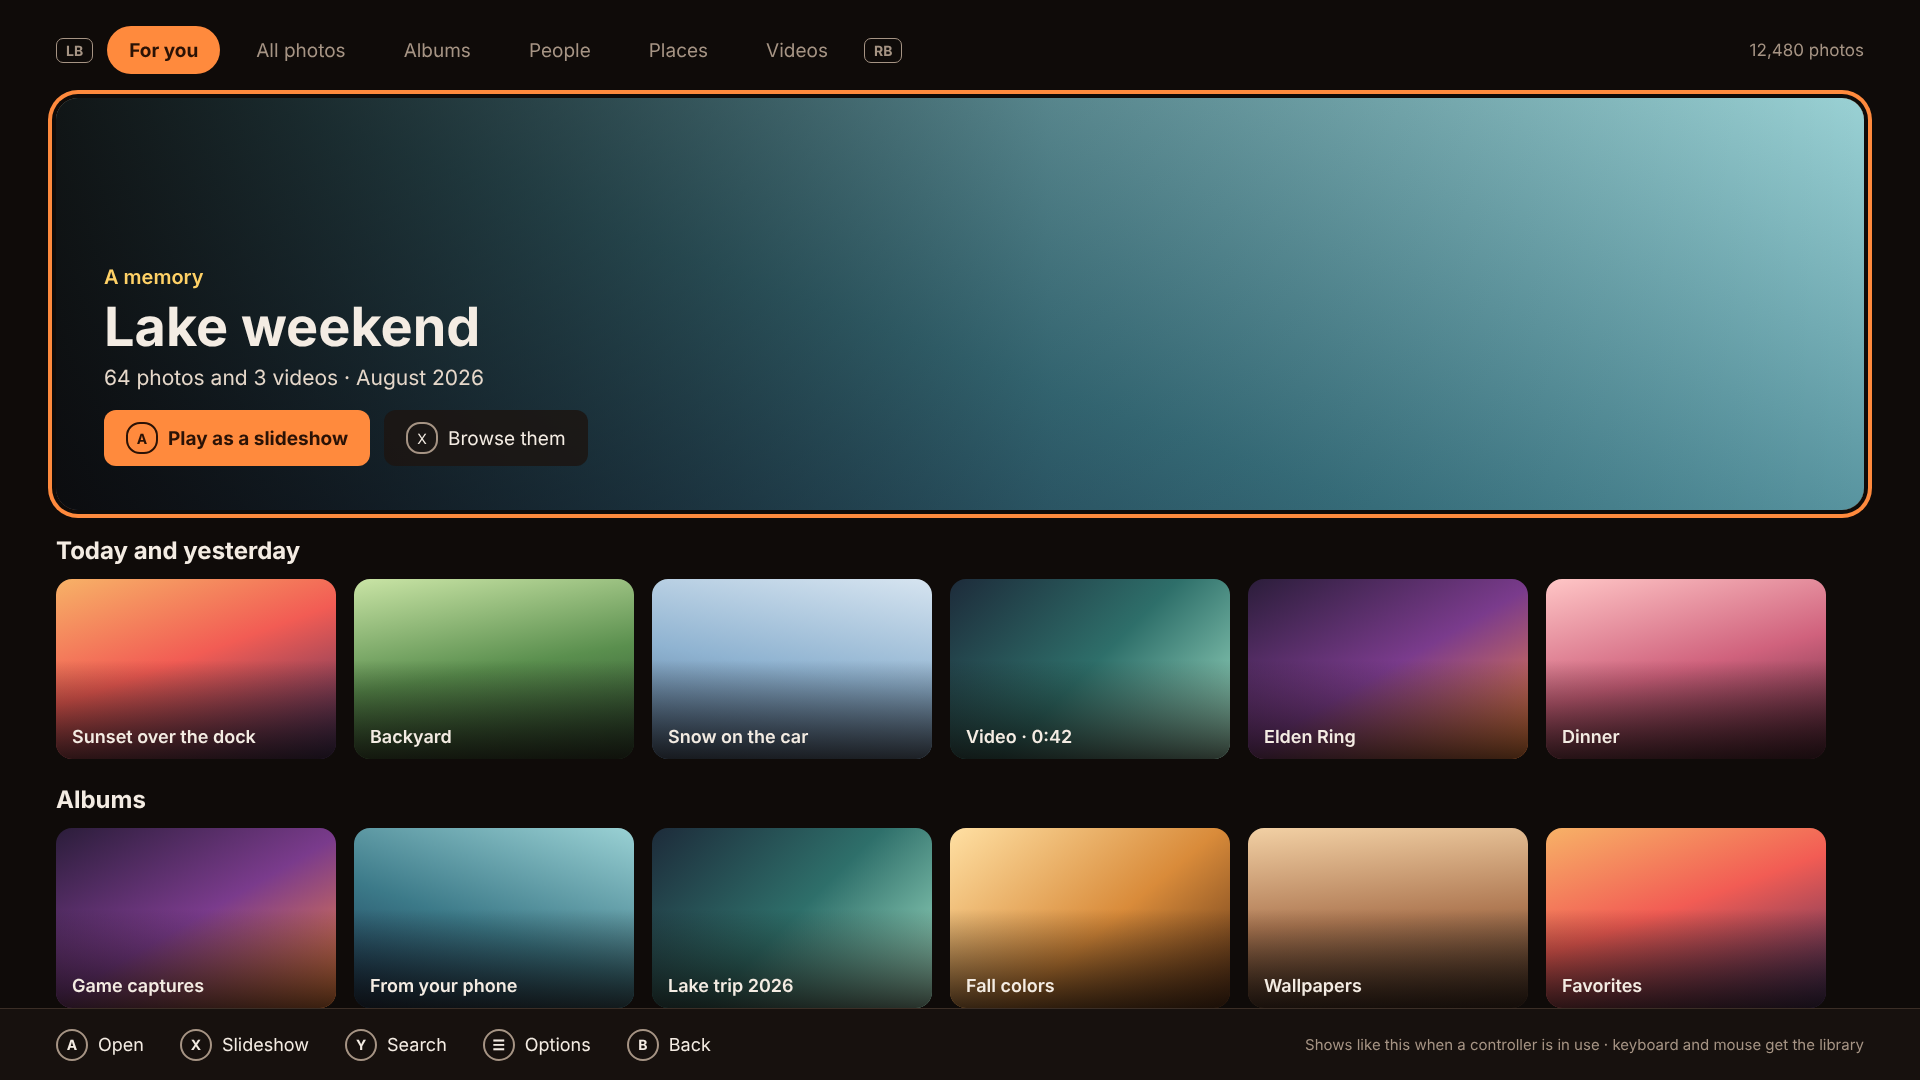 LB For you All photos Albums People Places Videos RB 12,480 photos
A memory
Lake weekend
64 photos and 3 videos · August 2026
A Play as a slideshow X Browse them
Today and yesterday
Sunset over the dock Backyard Snow on the car Video · 0:42 Elden Ring Dinner
Albums
Game captures From your phone Lake trip 2026 Fall colors Wallpapers Favorites
A Open X Slideshow Y Search ☰ Options B Back Shows like this when a controller is in use · keyboard and mouse get the library